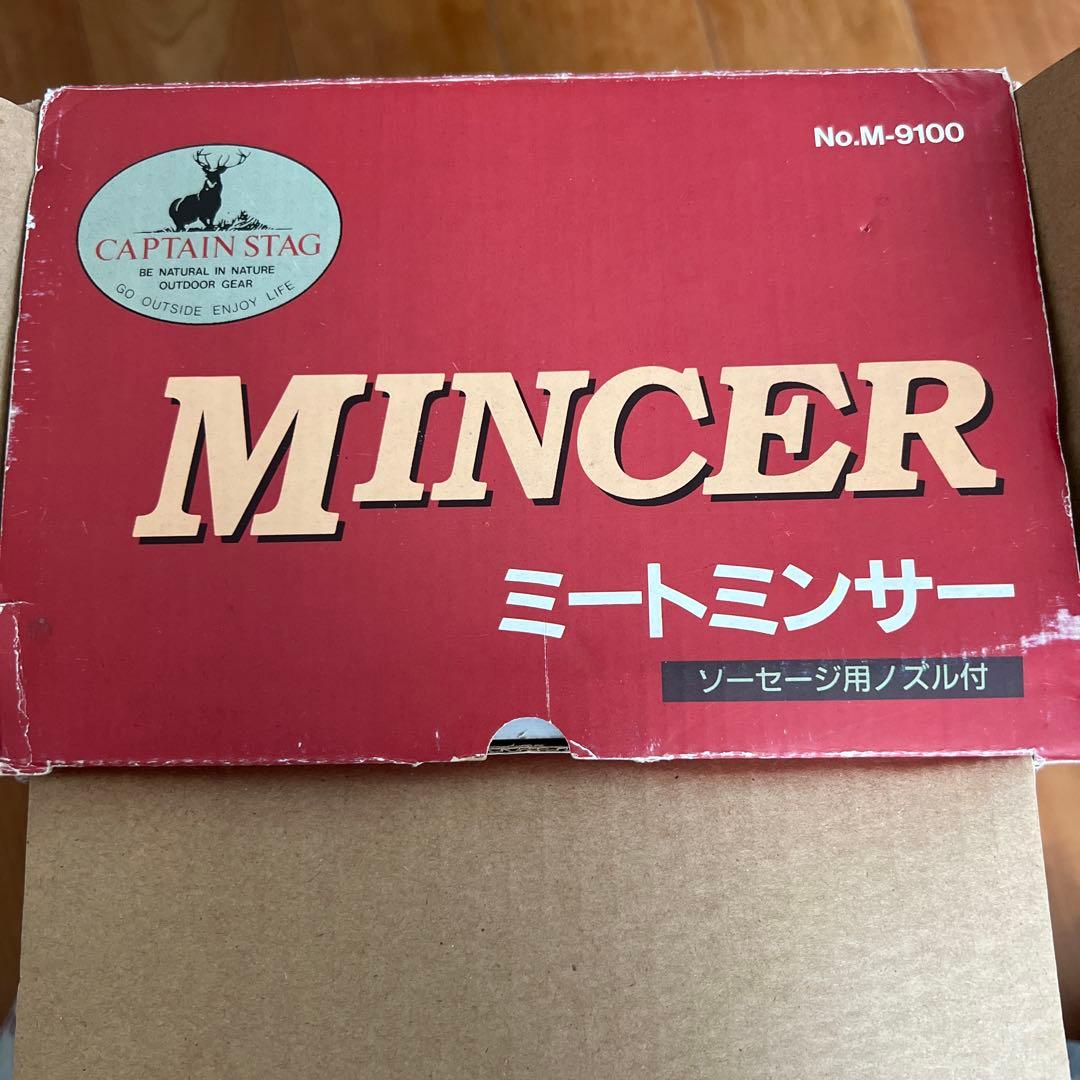 No.M-9100
CAPTAIN STAG
BE NATURAL IN NATURE
OUTDOOR GEAR
GO OUTSIDE ENJOY LIFE
MINCER
ミートミンサー
ソーセージ用ノズル付